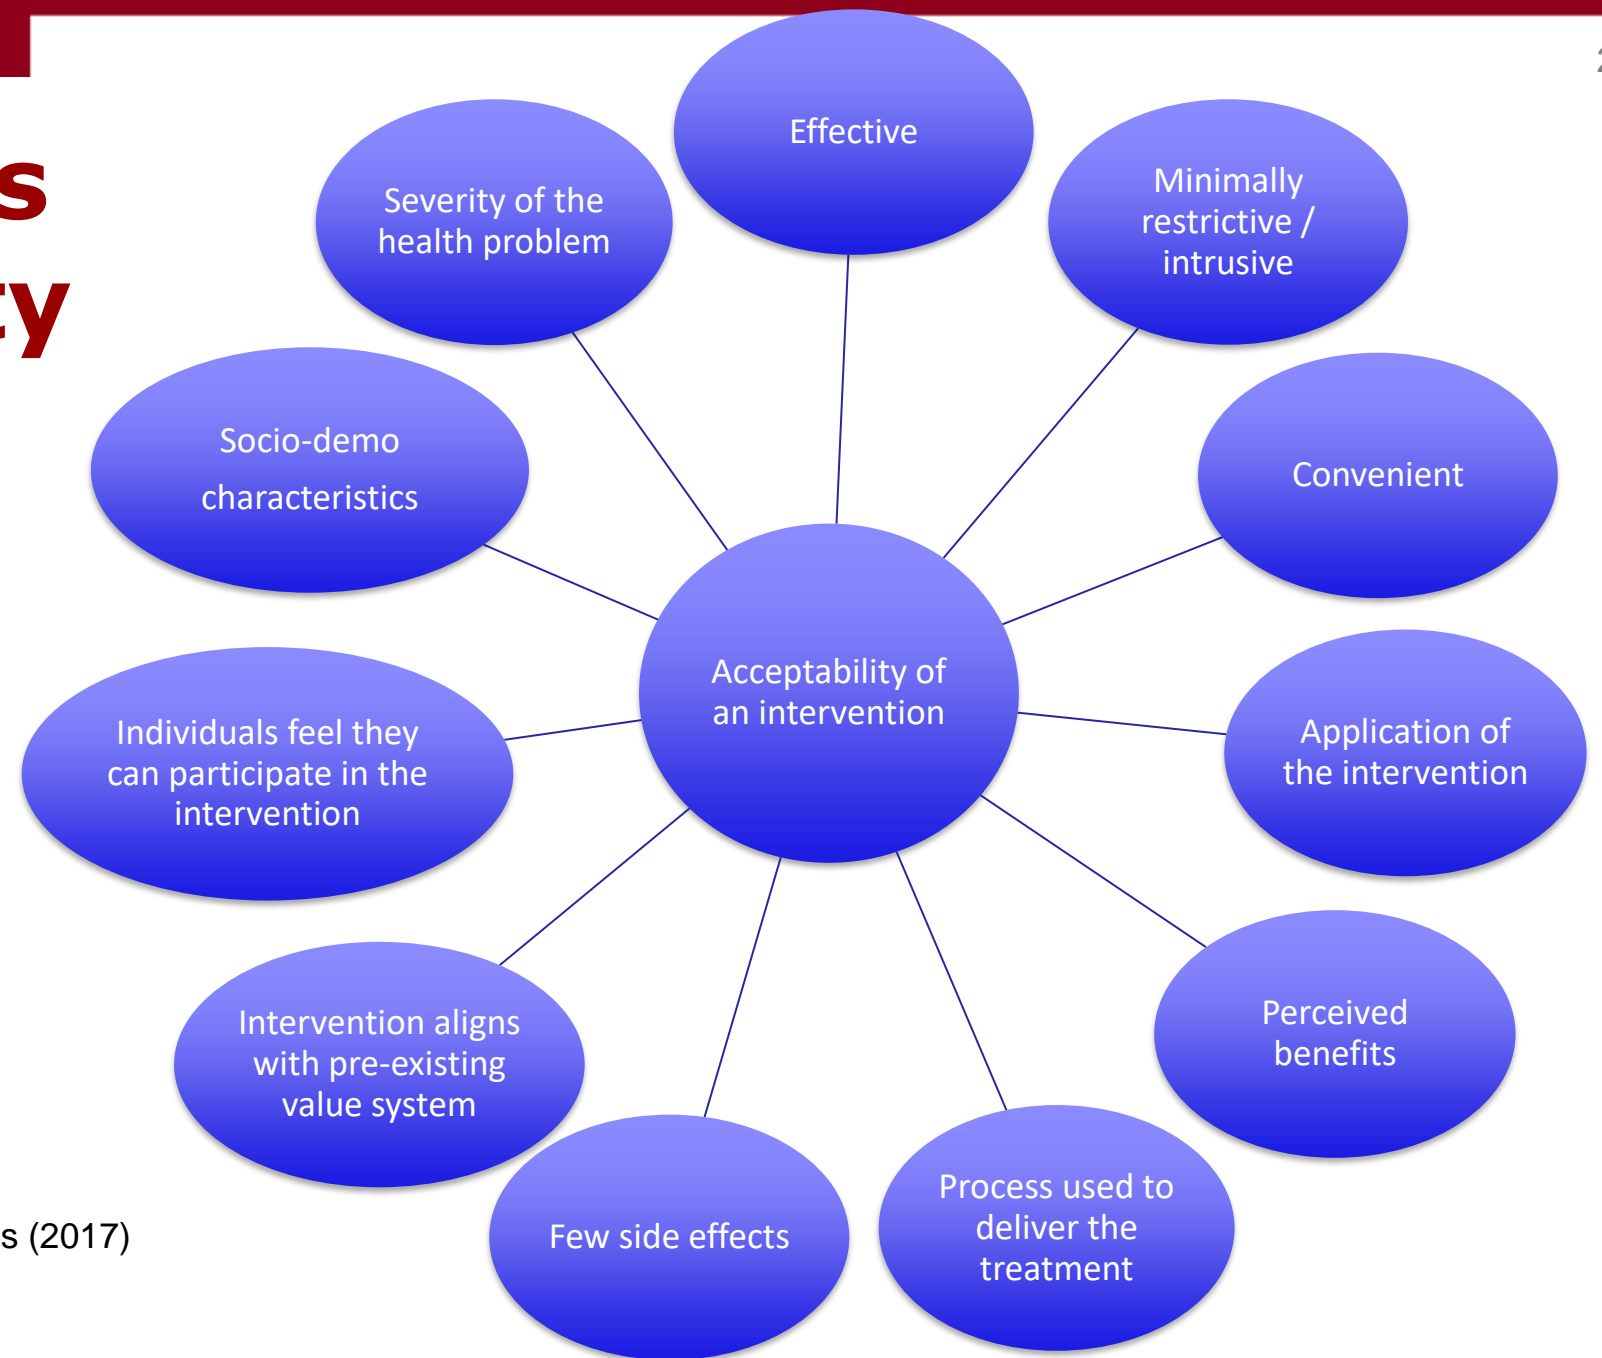 s
ty
2
Effective
Minimally
restrictive /
intrusive
Convenient
Application of
the intervention
Perceived
benefits
Process used to
deliver the
treatment
Few side effects
Intervention aligns
with pre-existing
value system
Individuals feel they
can participate in the
intervention
Socio-demo
characteristics
Severity of the
health problem
Acceptability of
an intervention
s (2017)